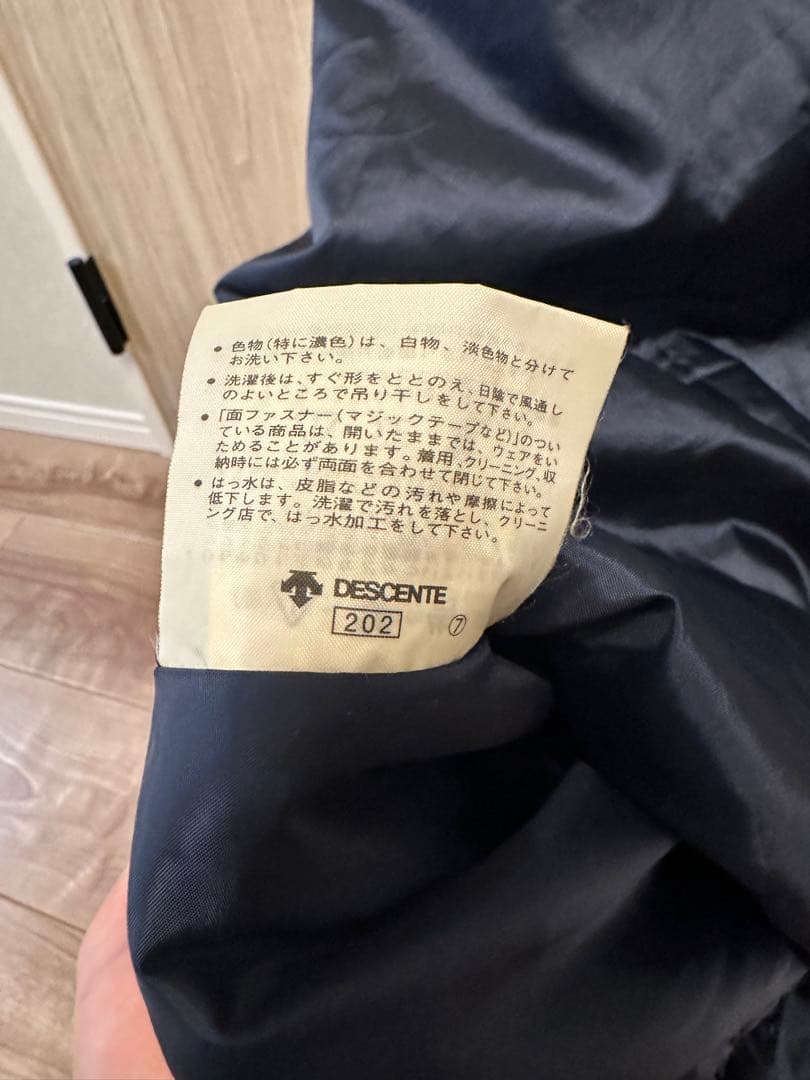 • 色物(特に濃色)は、白物、淡色物と分けて
お洗い下さい。
• 洗濯後は、すぐ形をととのえ、日陰で風通し
のよいところで吊り干しをして下さい。
• 「面ファスナー(マジックテープなど)」のつい
ている商品は、開いたままでは、ウェアをい
ためることがあります。着用、クリーニング、収
納時には必ず両面を合わせて閉じて下さい。
• はっ水は、皮脂などの汚れや摩擦によって
低下します。洗濯で汚れを落とし、クリーニ
ング店で、はっ水加工をして下さい。
DESCENTE
202 ⑦